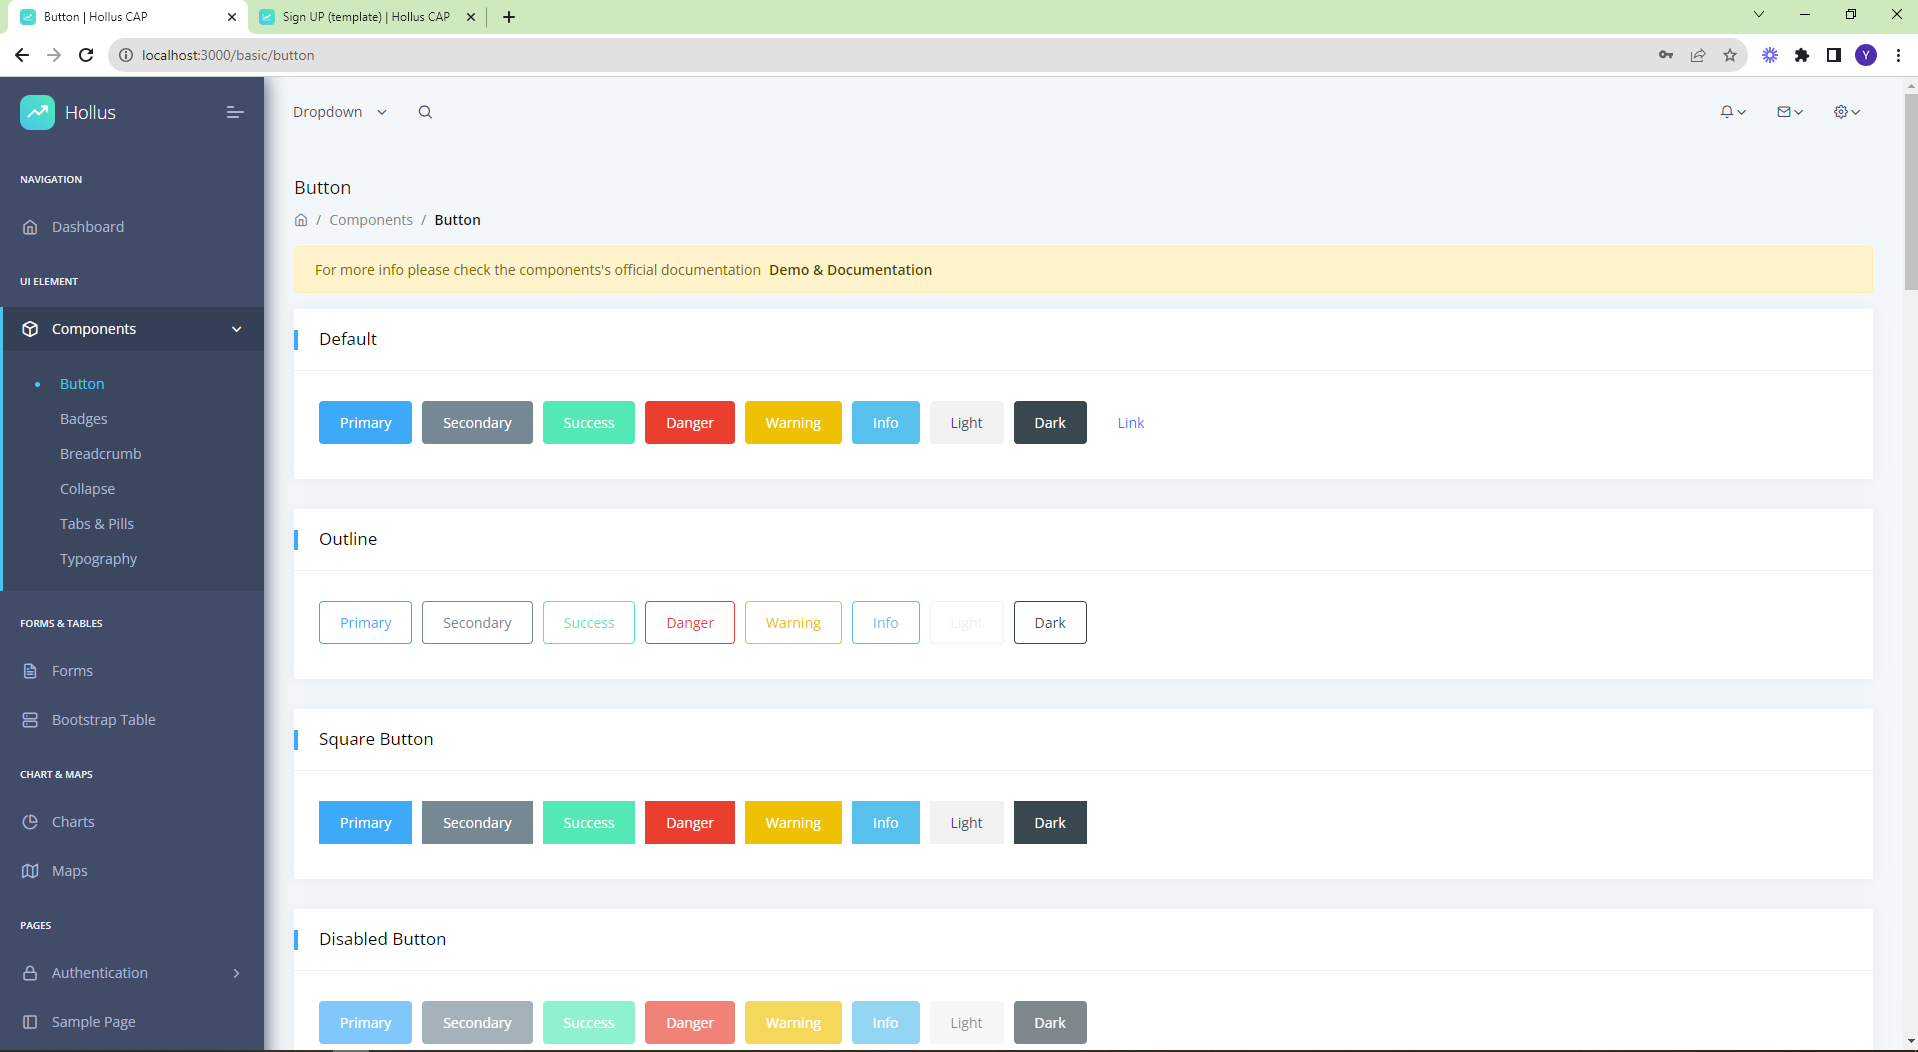 Button | Hollus CAP
Sign UP (template) | Hollus CAP
localhost:3000/basic/button
Y
Hollus
Dropdown
NAVIGATION
Dashboard
UI ELEMENT
Components
Button
Badges
Breadcrumb
Collapse
Tabs & Pills
Typography
FORMS & TABLES
Forms
Bootstrap Table
CHART & MAPS
Charts
Maps
PAGES
Authentication
Sample Page
Button
/ Components / Button
For more info please check the components's official documentation Demo & Documentation
Default
Primary Secondary Success Danger Warning Info Light Dark Link
Outline
Primary Secondary Success Danger Warning Info Light Dark
Square Button
Primary Secondary Success Danger Warning Info Light Dark
Disabled Button
Primary Secondary Success Danger Warning Info Light Dark